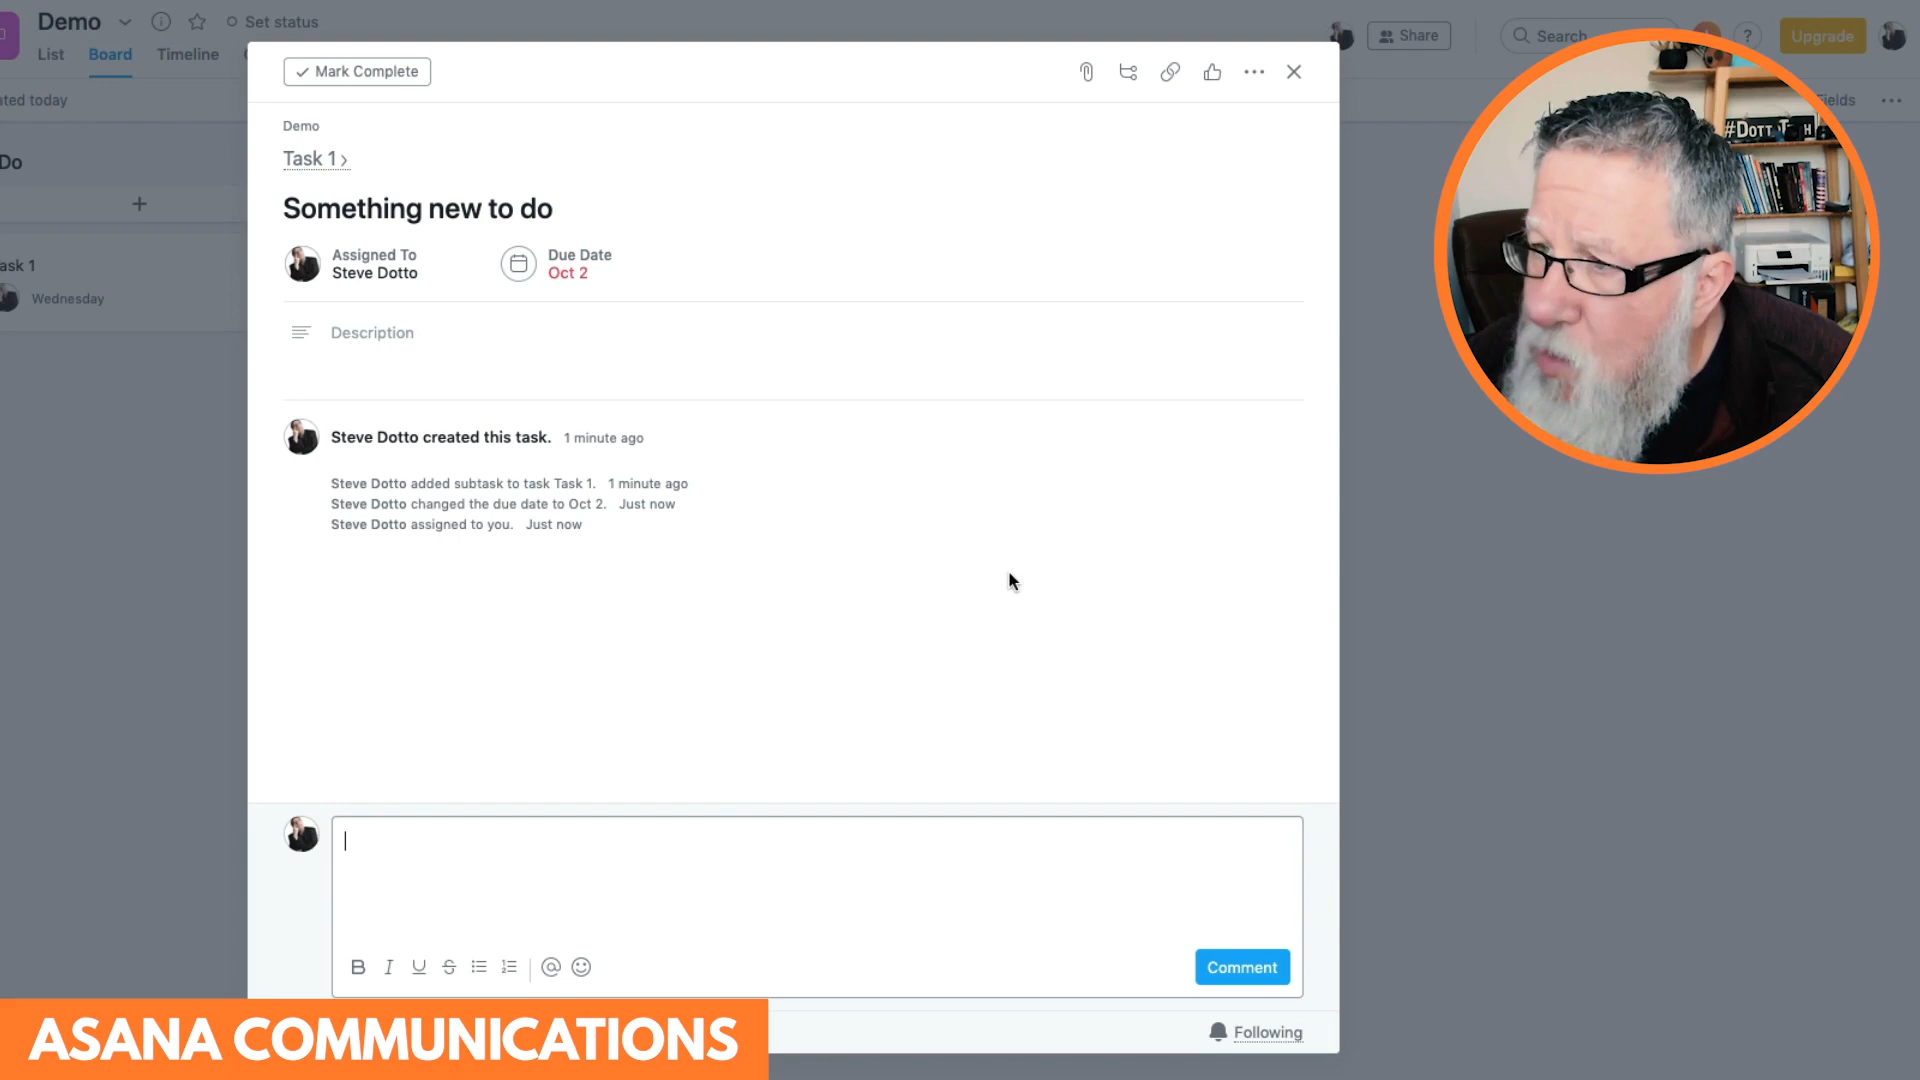 Demo
Set status
List
Board
Timeline
Share
Search
?
Upgrade
Mark Complete
ated today
Fields
Demo
#DOTTOTECH
Task 1 ›
Do
Something new to do
Assigned To
Steve Dotto
Due Date
Oct 2
ask 1
Wednesday
Description
Steve Dotto created this task. 1 minute ago
Steve Dotto added subtask to task Task 1. 1 minute ago
Steve Dotto changed the due date to Oct 2. Just now
Steve Dotto assigned to you. Just now
B I U S @
Comment
ASANA COMMUNICATIONS
Following